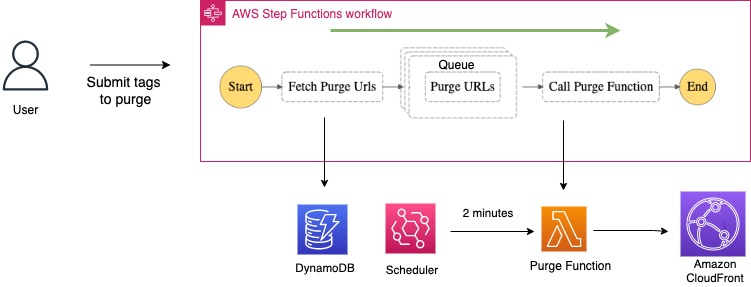 AWS Step Functions workflow
User
Submit tags
to purge
Start
Fetch Purge Urls
Queue
Purge URLs
Call Purge Function
End
DynamoDB
Scheduler
2 minutes
Purge Function
Amazon
CloudFront